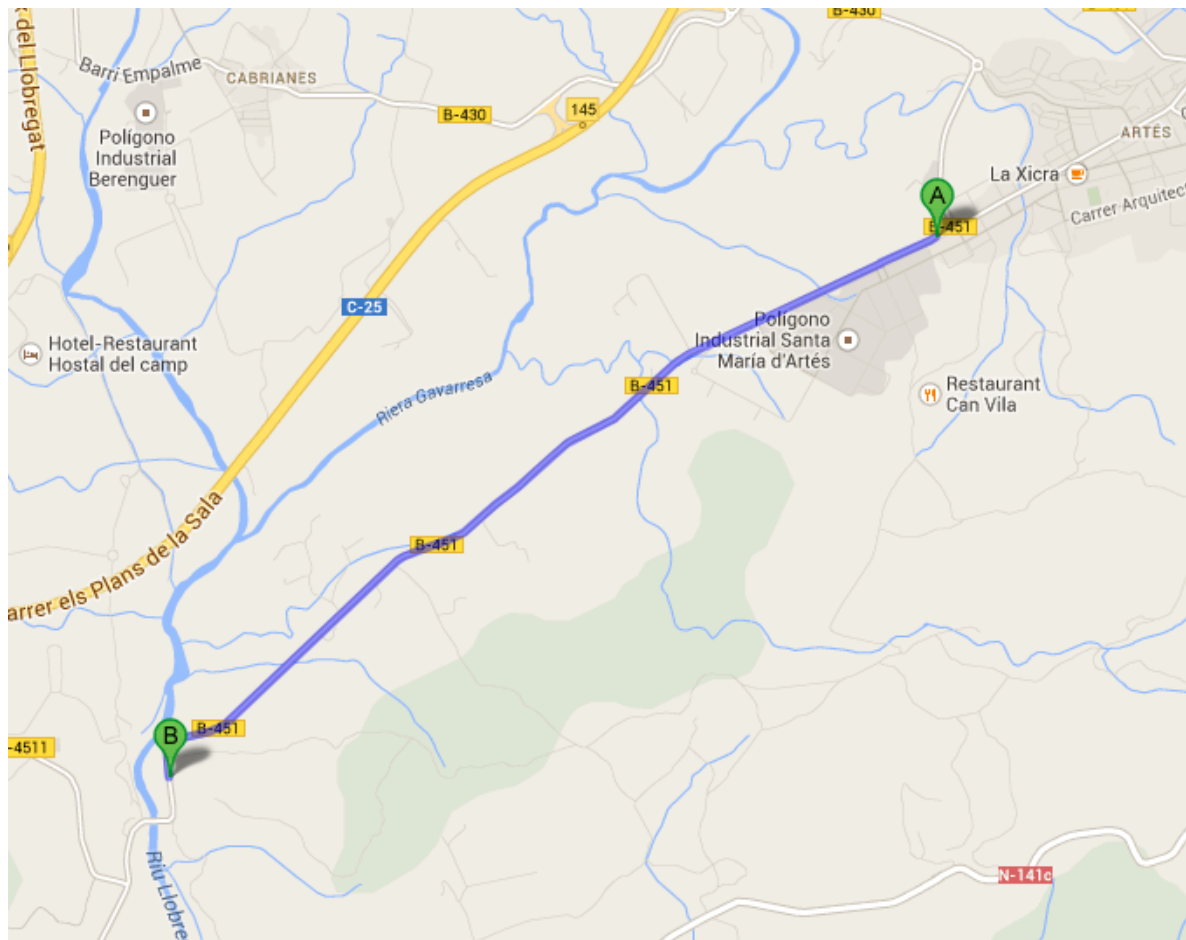 B-430
x del Llobregat
Barri Empalme
CABRIANES
145
B-430
Polígono
Industrial
Berenguer
ARTÉS
La Xicra
A
Carrer Arquitect
B-451
C-25
Polígono
Industrial Santa
María d'Artés
Hotel-Restaurant
Hostal del camp
B-451
Riera Gavarresa
Restaurant
Can Vila
arrer els Plans de la Sala
B-451
B-451
B
-4511
Riu Llobre
N-141c